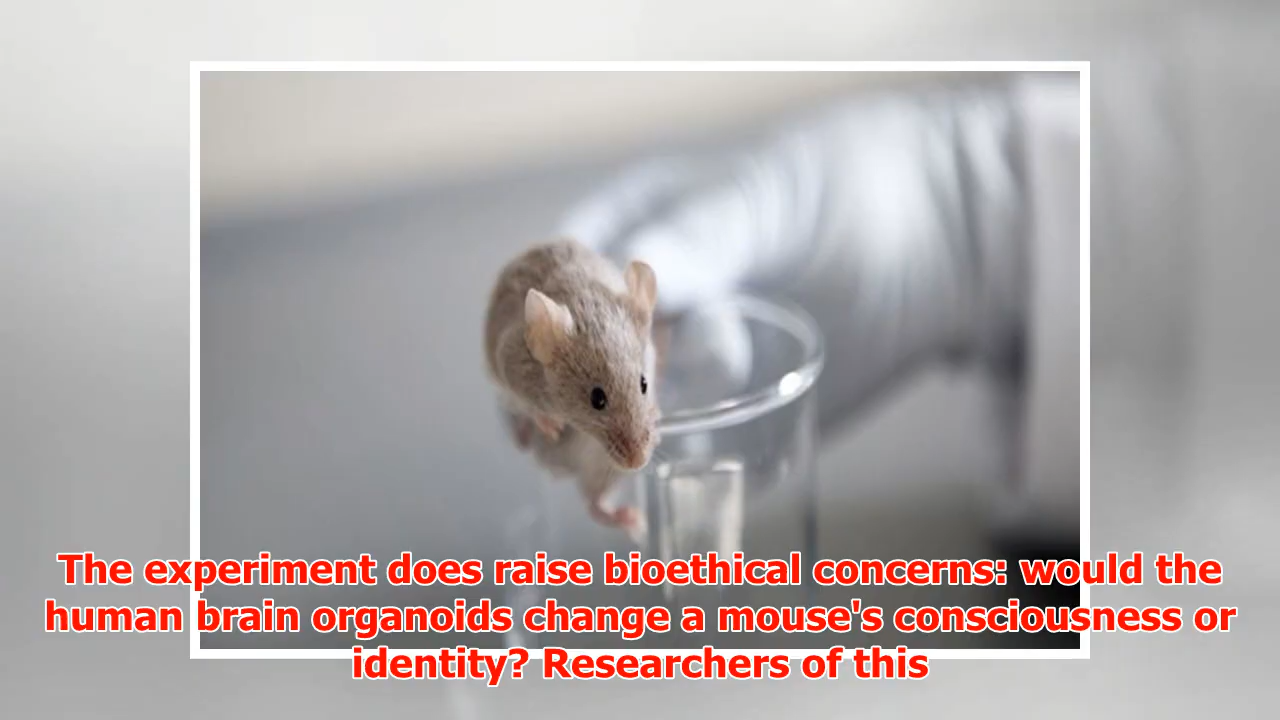 The experiment does raise bioethical concerns: would the
human brain organoids change a mouse's consciousness or
identity? Researchers of this